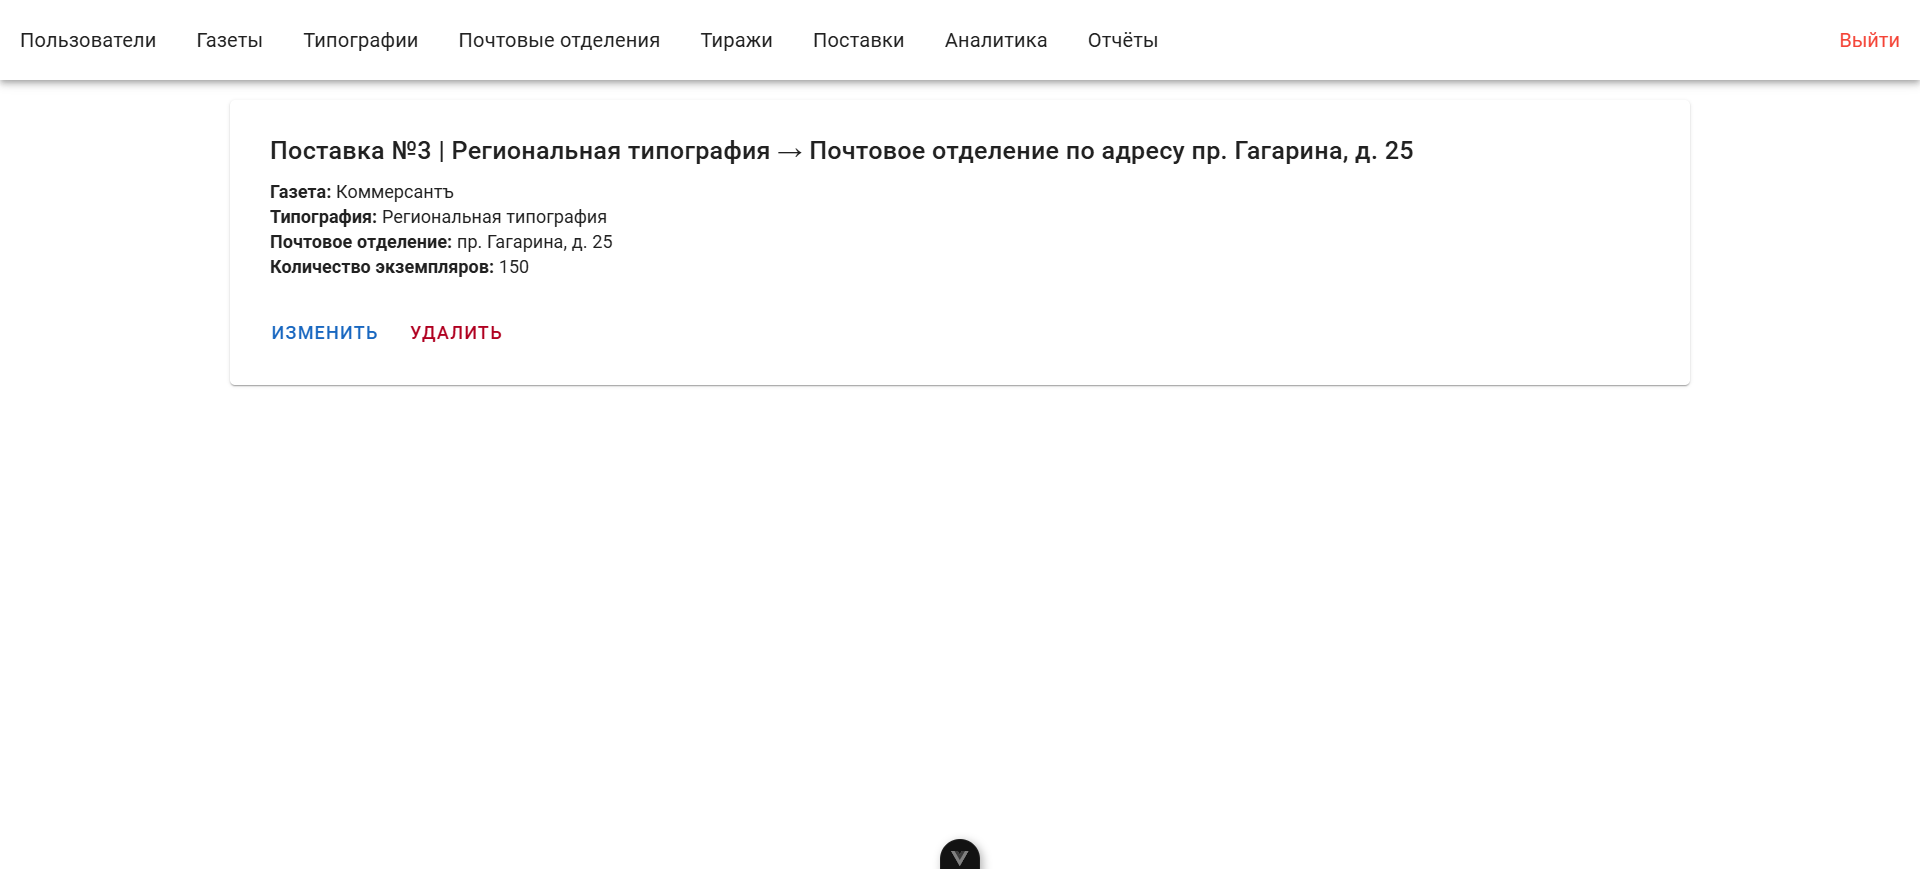 Пользователи Газеты Типографии Почтовые отделения Тиражи Поставки Аналитика Отчёты Выйти
Поставка №3 | Региональная типография → Почтовое отделение по адресу пр. Гагарина, д. 25
Газета: Коммерсантъ
Типография: Региональная типография
Почтовое отделение: пр. Гагарина, д. 25
Количество экземпляров: 150
ИЗМЕНИТЬ УДАЛИТЬ